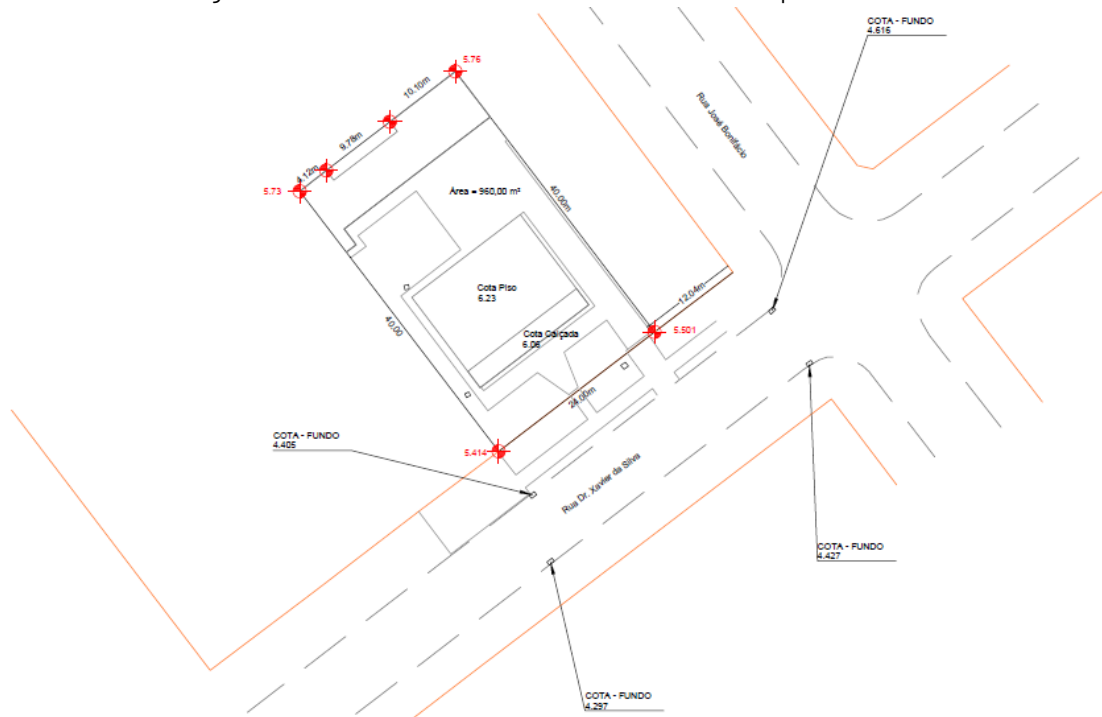 COTA - FUNDO
4.616
5.76
10.10m
9.78m
4.12m
5.73
Rua José Bonifácio
Área = 960,00 m²
40.00m
Cota Piso
6.23
12.04m
40.00
Cota Calçada
6.06
5.501
24.00m
COTA - FUNDO
4.405
5.414
Rua Dr. Xavier da Silva
COTA - FUNDO
4.427
COTA - FUNDO
4.297